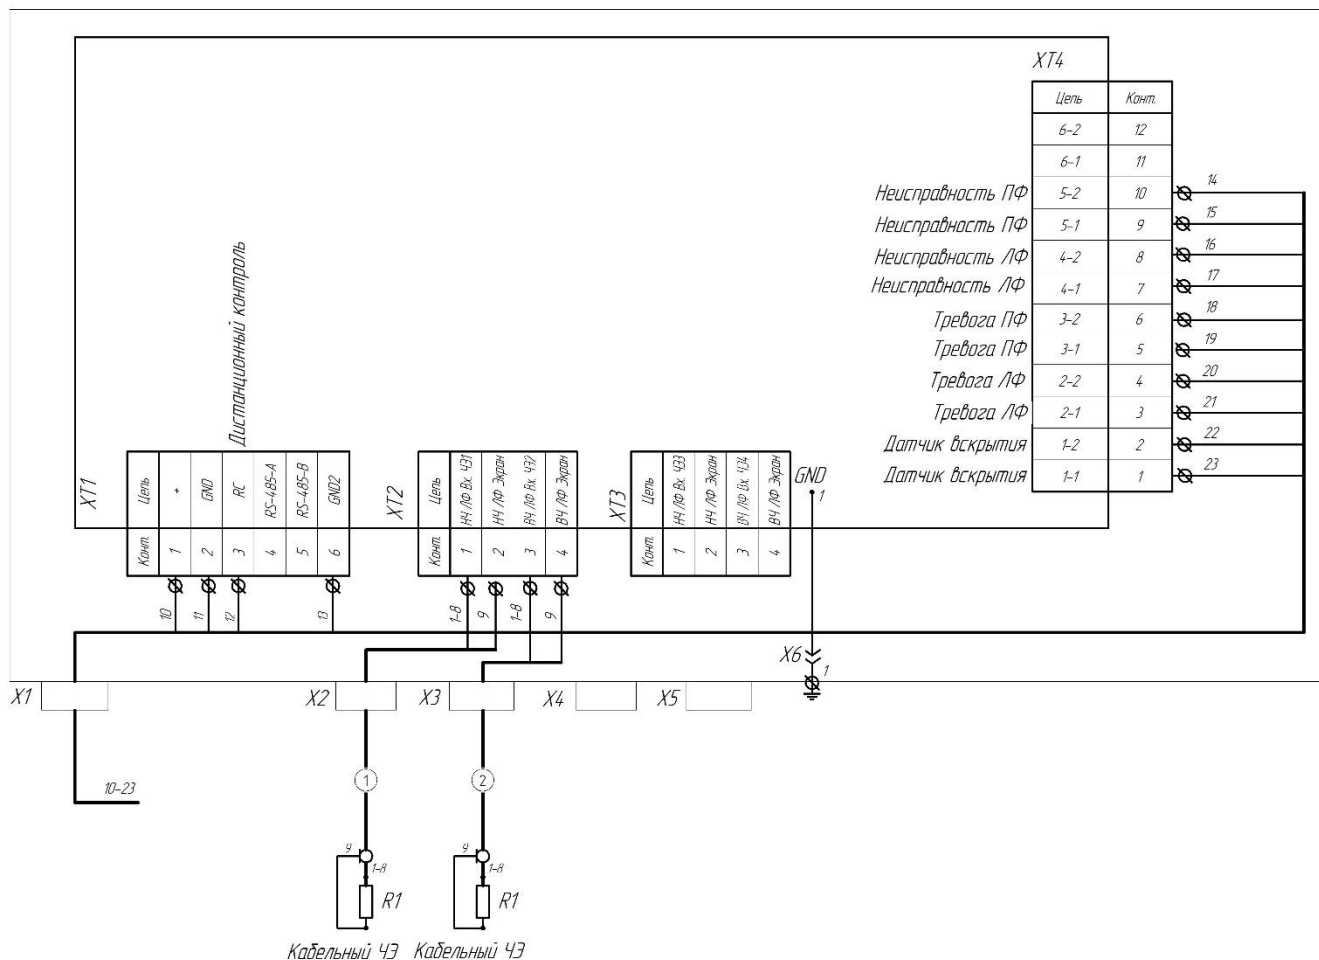 XT4
Цепь Конт.
6-2 12
6-1 11
Неисправность ПФ 5-2 10 14
Неисправность ПФ 5-1 9 15
Неисправность ЛФ 4-2 8 16
Неисправность ЛФ 4-1 7 17
Тревога ПФ 3-2 6 18
Тревога ПФ 3-1 5 19
Тревога ЛФ 2-2 4 20
Тревога ЛФ 2-1 3 21
Датчик вскрытия 1-2 2 22
Датчик вскрытия 1-1 1 23
Дистанционный контроль
XT1
Цепь + GND RC RS-485-A RS-485-B GND2
Конт. 1 2 3 4 5 6
10 11 12 13
XT2
Цепь НЧ ЛФ Вх. ЧЭ1 НЧ ЛФ Экран ВЧ ЛФ Вх. ЧЭ2 ВЧ ЛФ Экран
Конт. 1 2 3 4
1-8 9 1-8 9
XT3
Цепь НЧ ЛФ Вх. ЧЭ3 НЧ ЛФ Экран ВЧ ЛФ Вх. ЧЭ4 ВЧ ЛФ Экран
Конт. 1 2 3 4
GND
1
X6
1
X1 X2 X3 X4 X5
10-23
1 2
9 9
1-8 1-8
R1 R1
Кабельный ЧЭ Кабельный ЧЭ